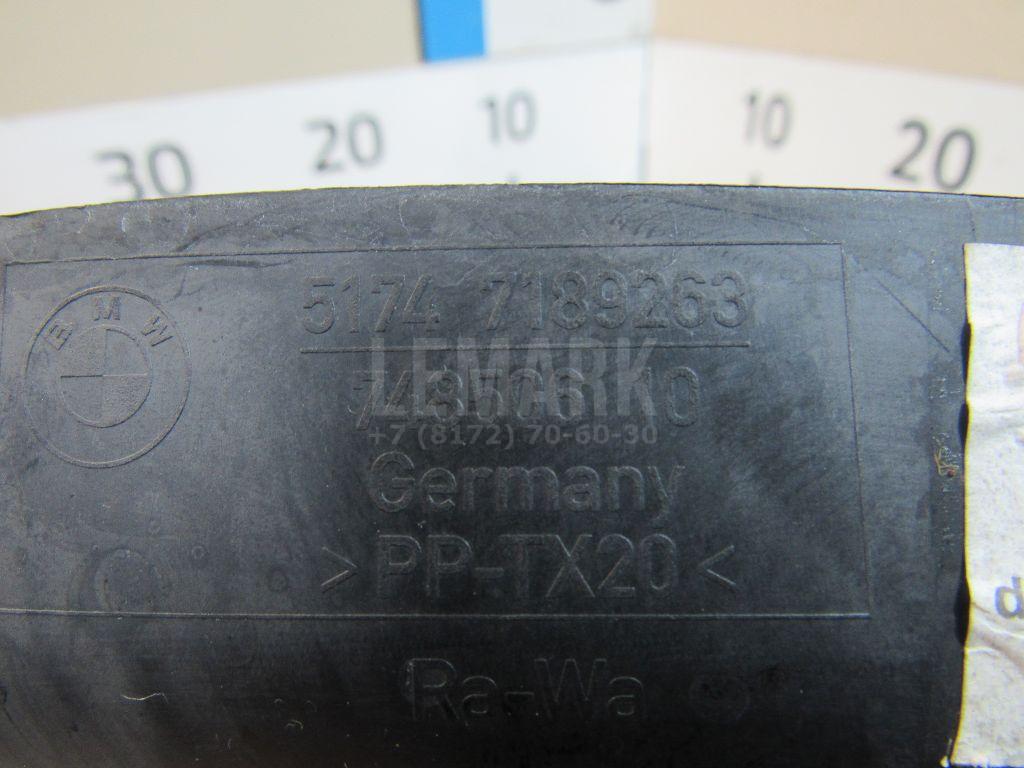 30 20 10 10 20
BMW
5174 7189263
LEMARK
+7 (8172) 70-60-30
Germany
>PP-TX20<
Ra-Wa
d